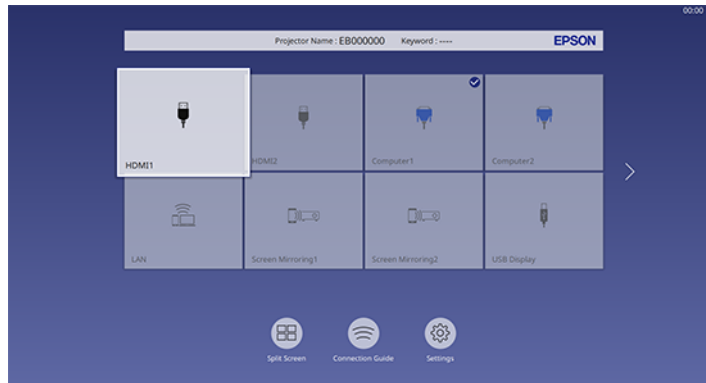 00:00
Projector Name : EB000000 Keyword : ---- EPSON
HDMI1 HDMI2 Computer1 Computer2
LAN Screen Mirroring1 Screen Mirroring2 USB Display
Split Screen Connection Guide Settings